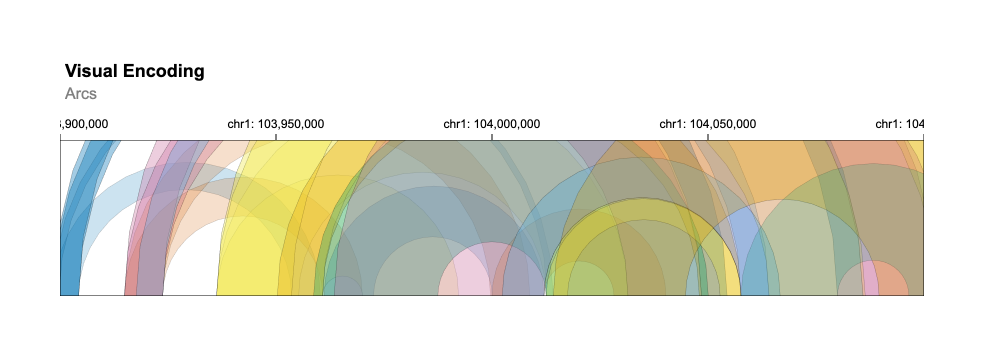 Visual Encoding
Arcs
,900,000 chr1: 103,950,000 chr1: 104,000,000 chr1: 104,050,000 chr1: 104